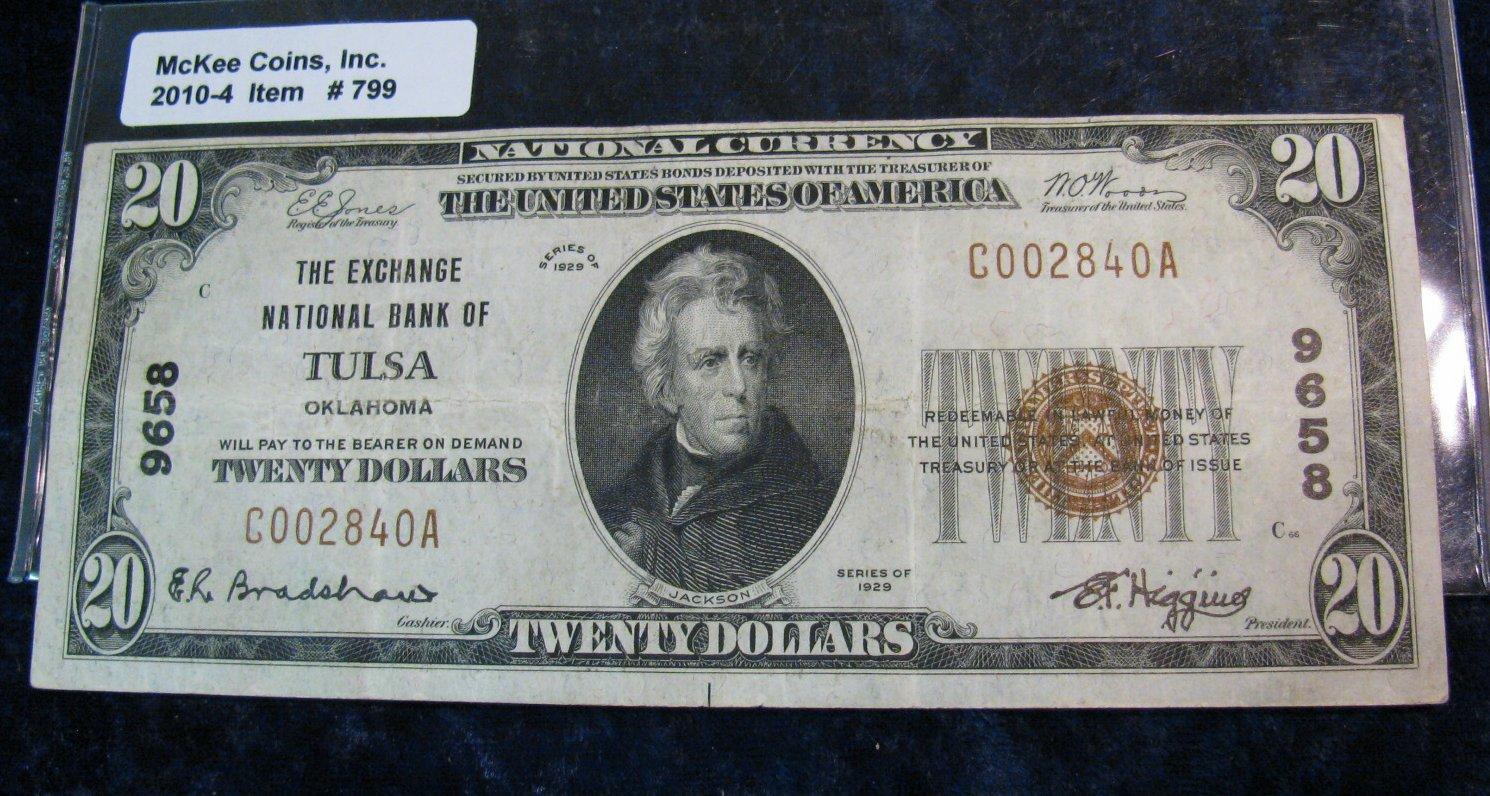 McKee Coins, Inc.
2010-4 Item # 799
NATIONAL CURRENCY
SECURED BY UNITED STATES BONDS DEPOSITED WITH THE TREASURER OF
THE UNITED STATES OF AMERICA
20
20
E E Jones
Register of the Treasury.
W.O. Woods
Treasurer of the United States.
SERIES OF
1929
C002840A
C
THE EXCHANGE
NATIONAL BANK OF
TULSA
OKLAHOMA
WILL PAY TO THE BEARER ON DEMAND
TWENTY DOLLARS
C002840A
9658
9658
TWENTY
REDEEMABLE IN LAWFUL MONEY OF
THE UNITED STATES AT UNITED STATES
TREASURY OR AT THE BANK OF ISSUE
C 66
SERIES OF
1929
JACKSON
E.R. Bradshaw
Cashier.
E.F. Higgins
President.
20
TWENTY DOLLARS
20